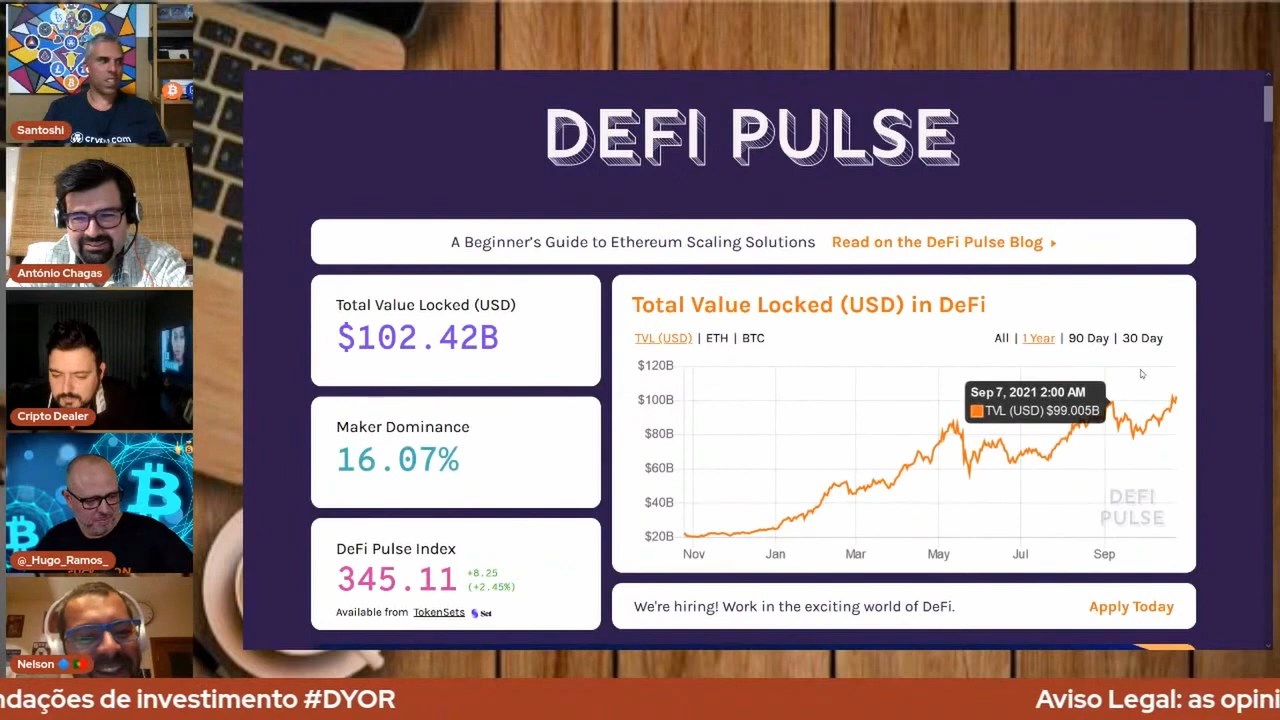 Santoshi
crypto.com
António Chagas
Cripto Dealer
@_Hugo_Ramos_
Nelson
DEFI PULSE
A Beginner's Guide to Ethereum Scaling Solutions Read on the DeFi Pulse Blog
Total Value Locked (USD)
$102.42B
Maker Dominance
16.07%
DeFi Pulse Index
345.11 +8.25
(+2.45%)
Available from TokenSets Set
Total Value Locked (USD) in DeFi
TVL (USD) | ETH | BTC
All | 1 Year | 90 Day | 30 Day
$120B
$100B
$80B
$60B
$40B
$20B
Sep 7, 2021 2:00 AM
TVL (USD) $99.005B
DEFI
PULSE
Nov Jan Mar May Jul Sep
We're hiring! Work in the exciting world of DeFi. Apply Today
ndações de investimento #DYOR Aviso Legal: as opini